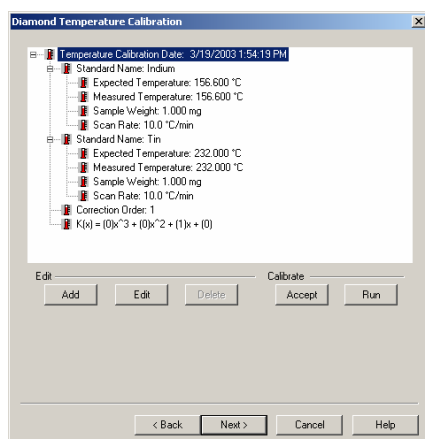 Diamond Temperature Calibration
Temperature Calibration Date: 3/19/2003 1:54:19 PM
Standard Name: Indium
Expected Temperature: 156.600 °C
Measured Temperature: 156.600 °C
Sample Weight: 1.000 mg
Scan Rate: 10.0 °C/min
Standard Name: Tin
Expected Temperature: 232.000 °C
Measured Temperature: 232.000 °C
Sample Weight: 1.000 mg
Scan Rate: 10.0 °C/min
Correction Order: 1
K(x) = (0)x^3 + (0)x^2 + (1)x + (0)
Edit Calibrate
Add Edit Delete Accept Run
< Back Next > Cancel Help